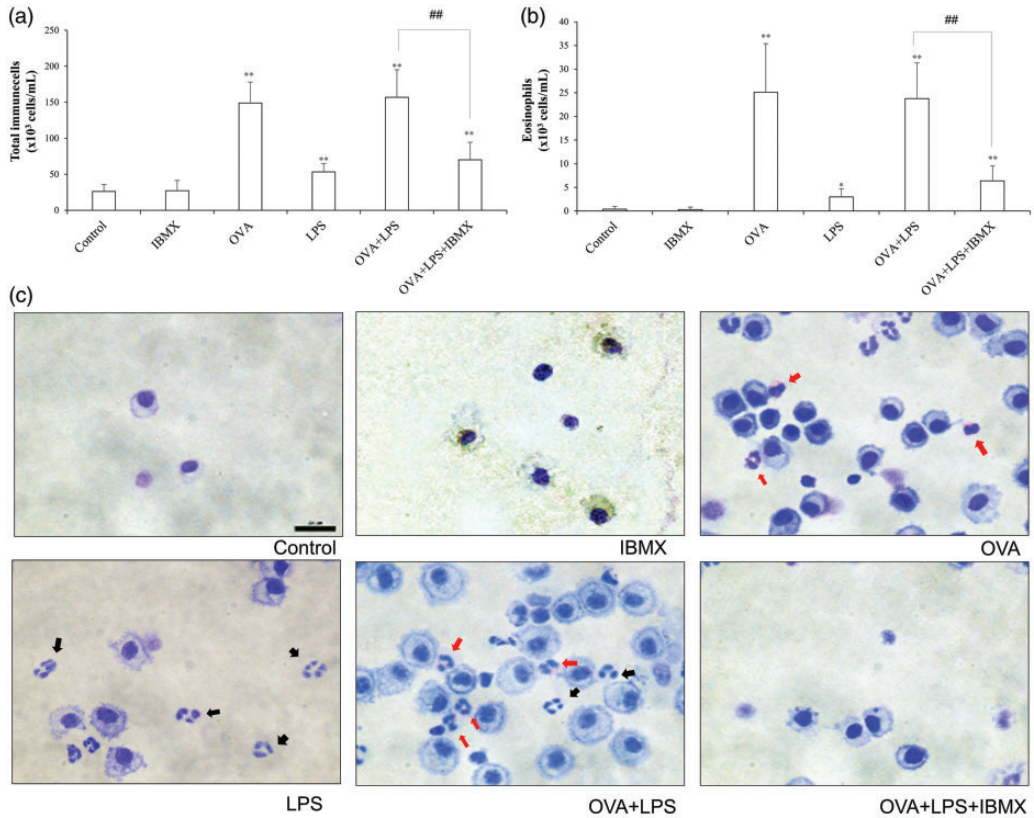 (a)
Total immunecells
(x10³ cells/mL)
250
200
150
100
50
0
**
**
**
**
##
Control
IBMX
OVA
LPS
OVA+LPS
OVA+LPS+IBMX
(b)
Eosinophils
(x10³ cells/mL)
40
35
30
25
20
15
10
5
0
**
*
**
**
##
Control
IBMX
OVA
LPS
OVA+LPS
OVA+LPS+IBMX
(c)
Control
IBMX
OVA
LPS
OVA+LPS
OVA+LPS+IBMX